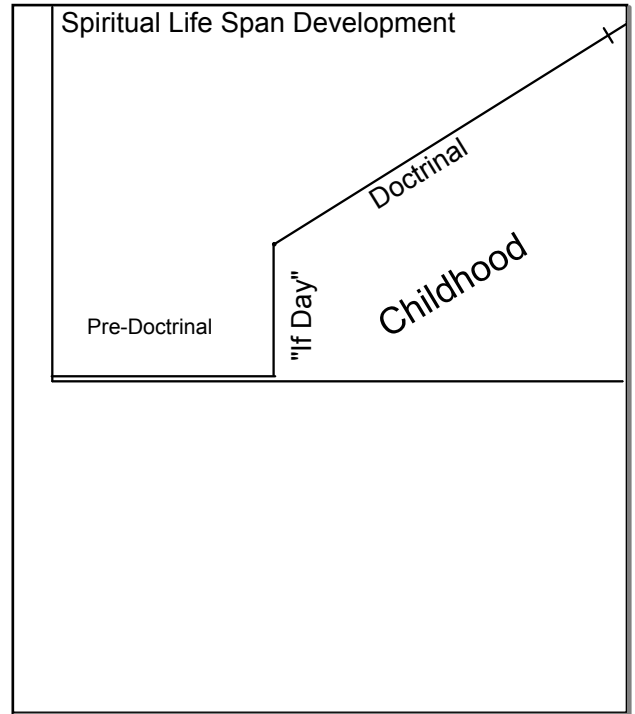 Spiritual Life Span Development
Doctrinal
Childhood
"If Day"
Pre-Doctrinal